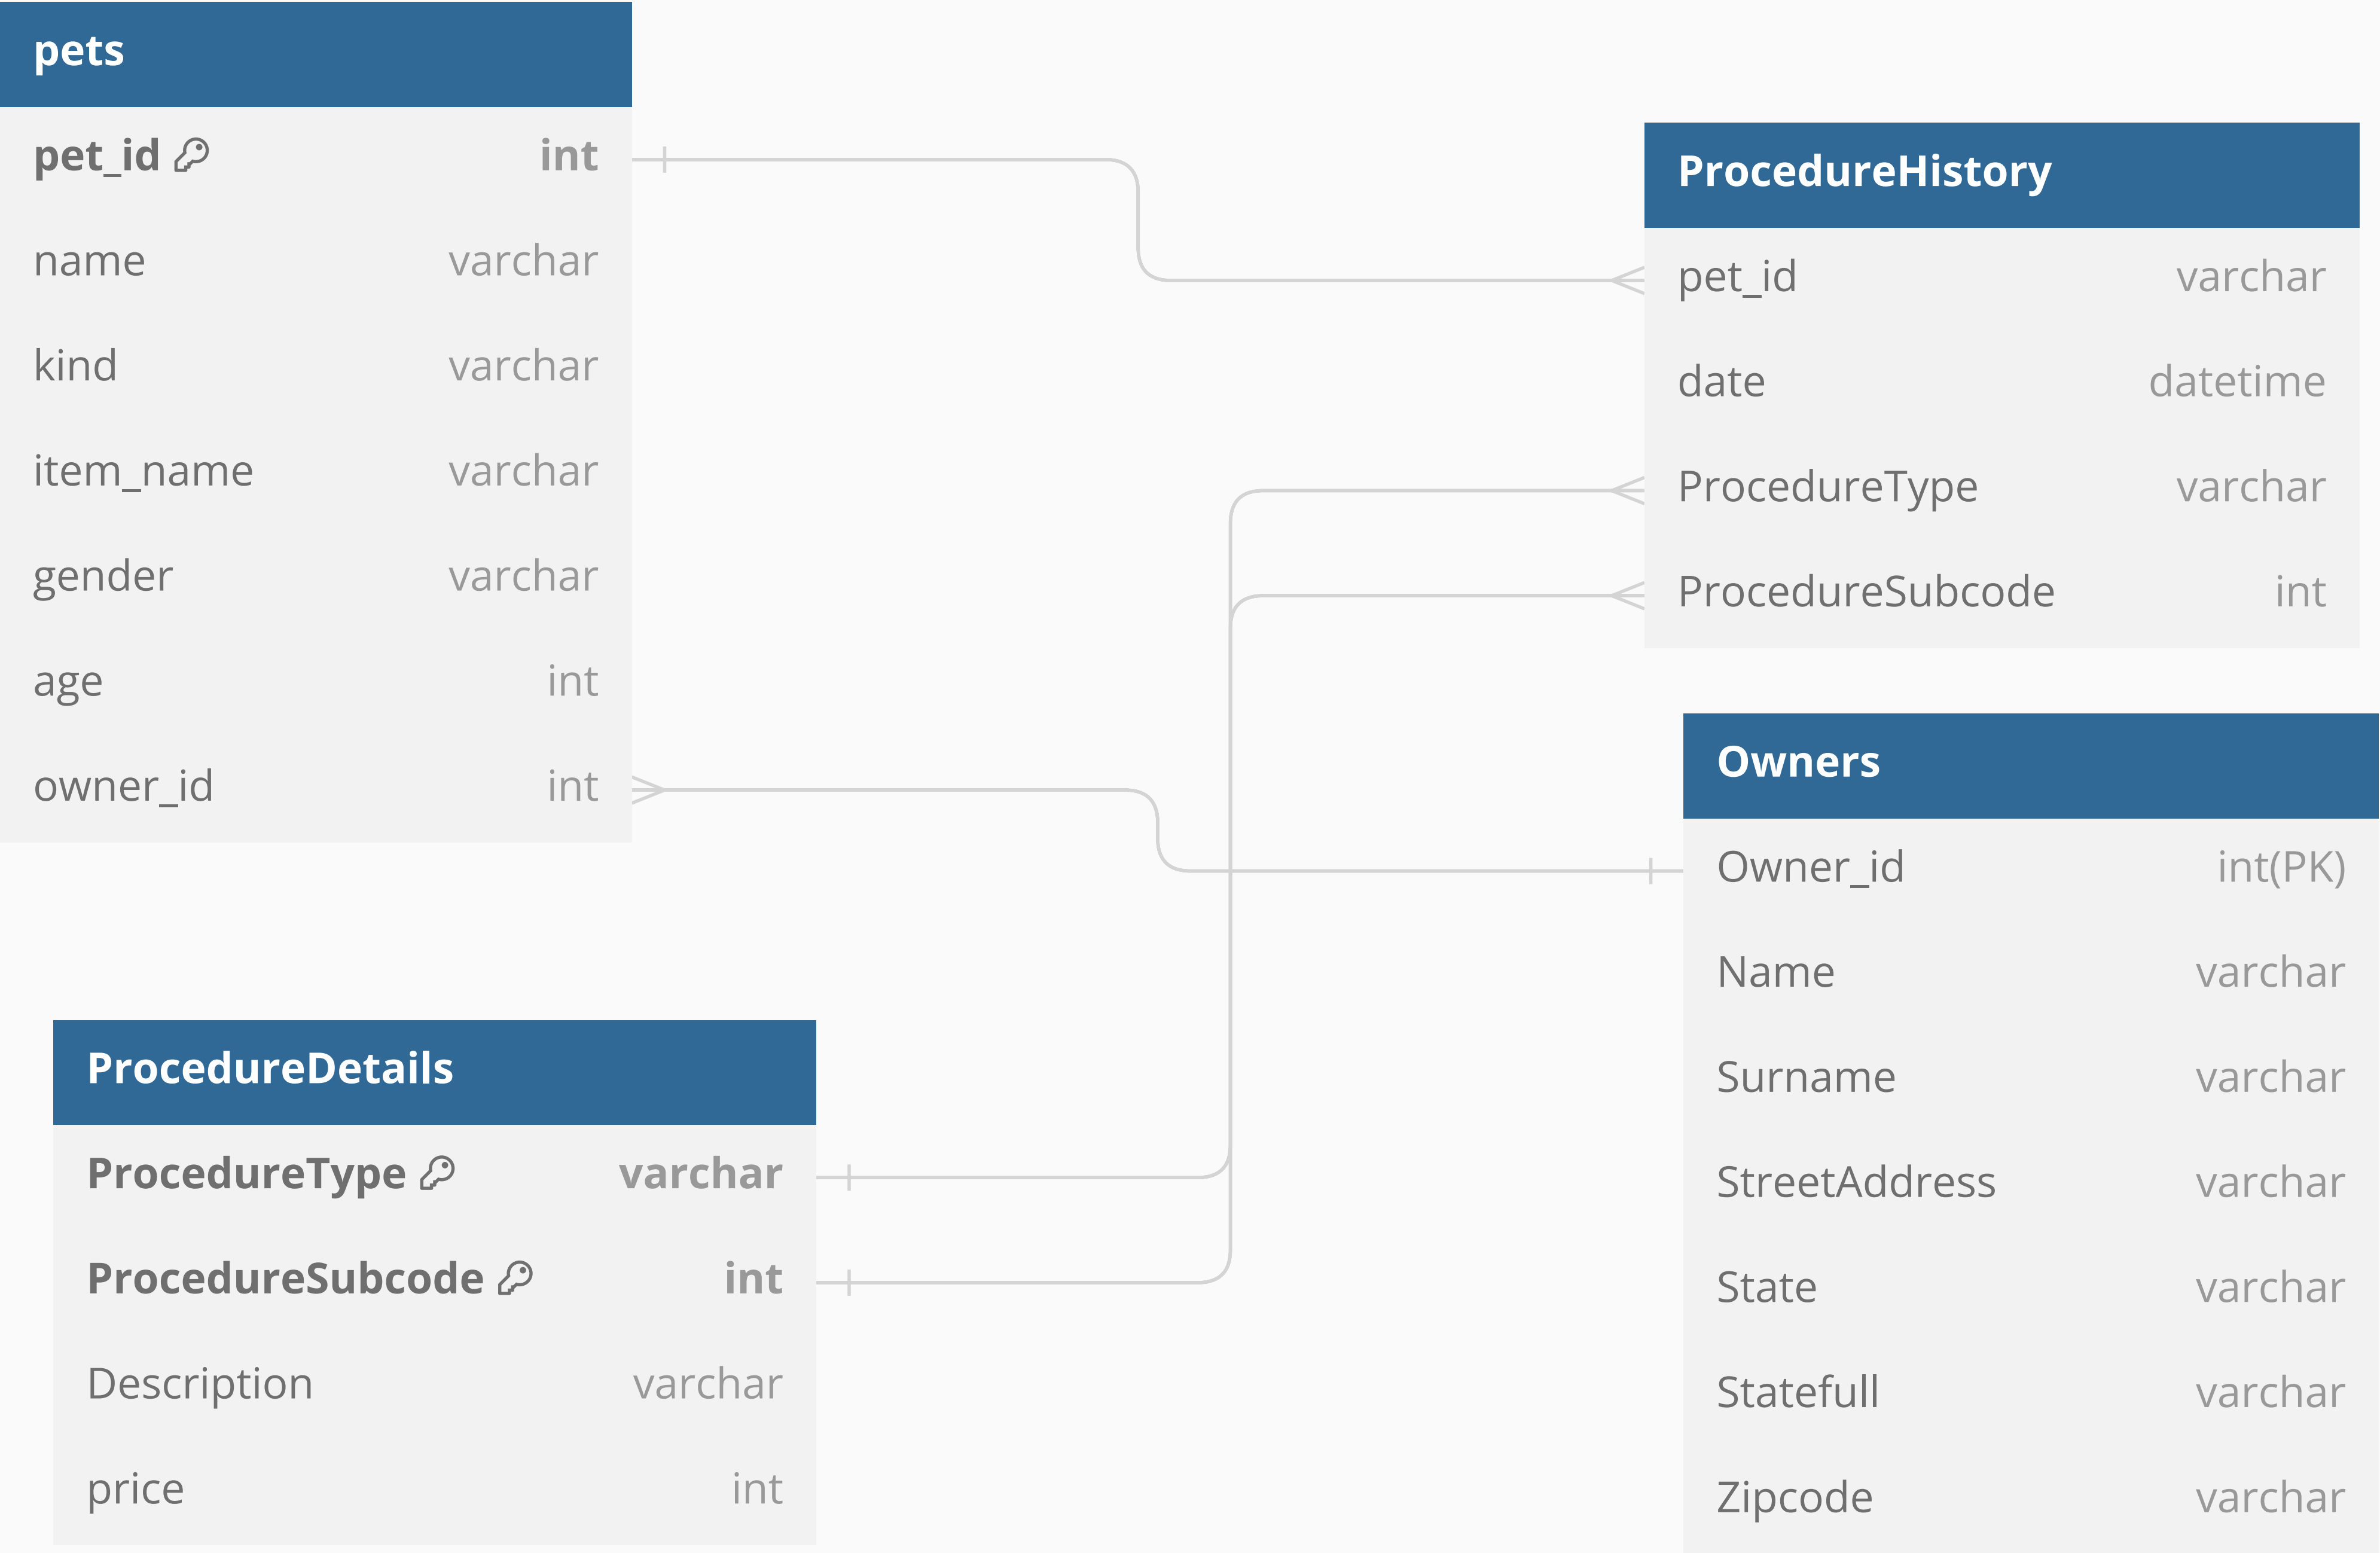 pets
pet_id int
name varchar
kind varchar
item_name varchar
gender varchar
age int
owner_id int
ProcedureHistory
pet_id varchar
date datetime
ProcedureType varchar
ProcedureSubcode int
Owners
Owner_id int(PK)
Name varchar
Surname varchar
StreetAddress varchar
State varchar
Statefull varchar
Zipcode varchar
ProcedureDetails
ProcedureType varchar
ProcedureSubcode int
Description varchar
price int